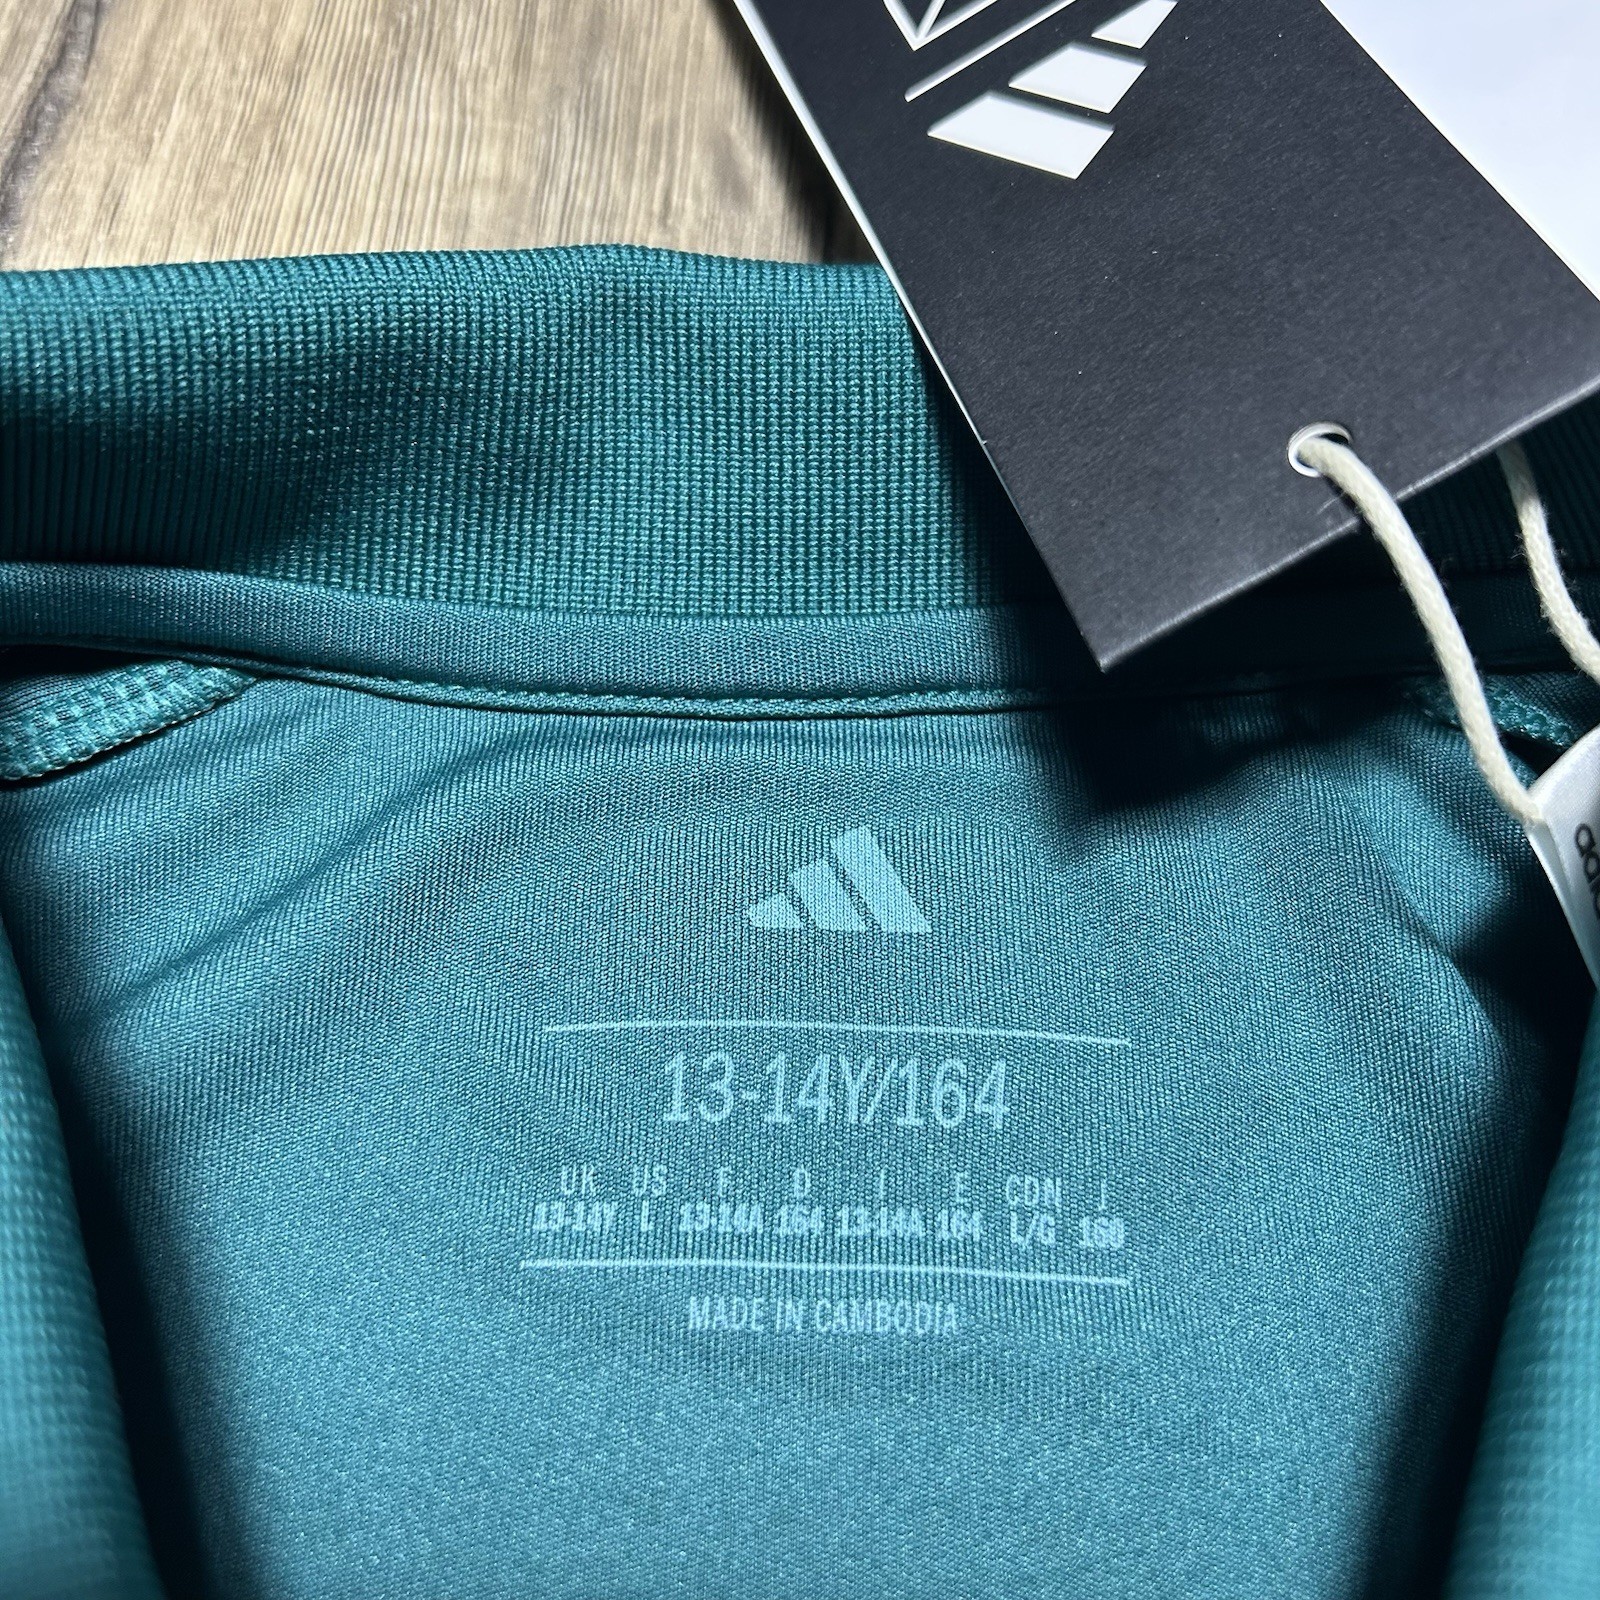 13-14Y/164
UK US F D I E CDN J
13-14Y L 13-14A 164 13-14A 164 L/G 160
MADE IN CAMBODIA